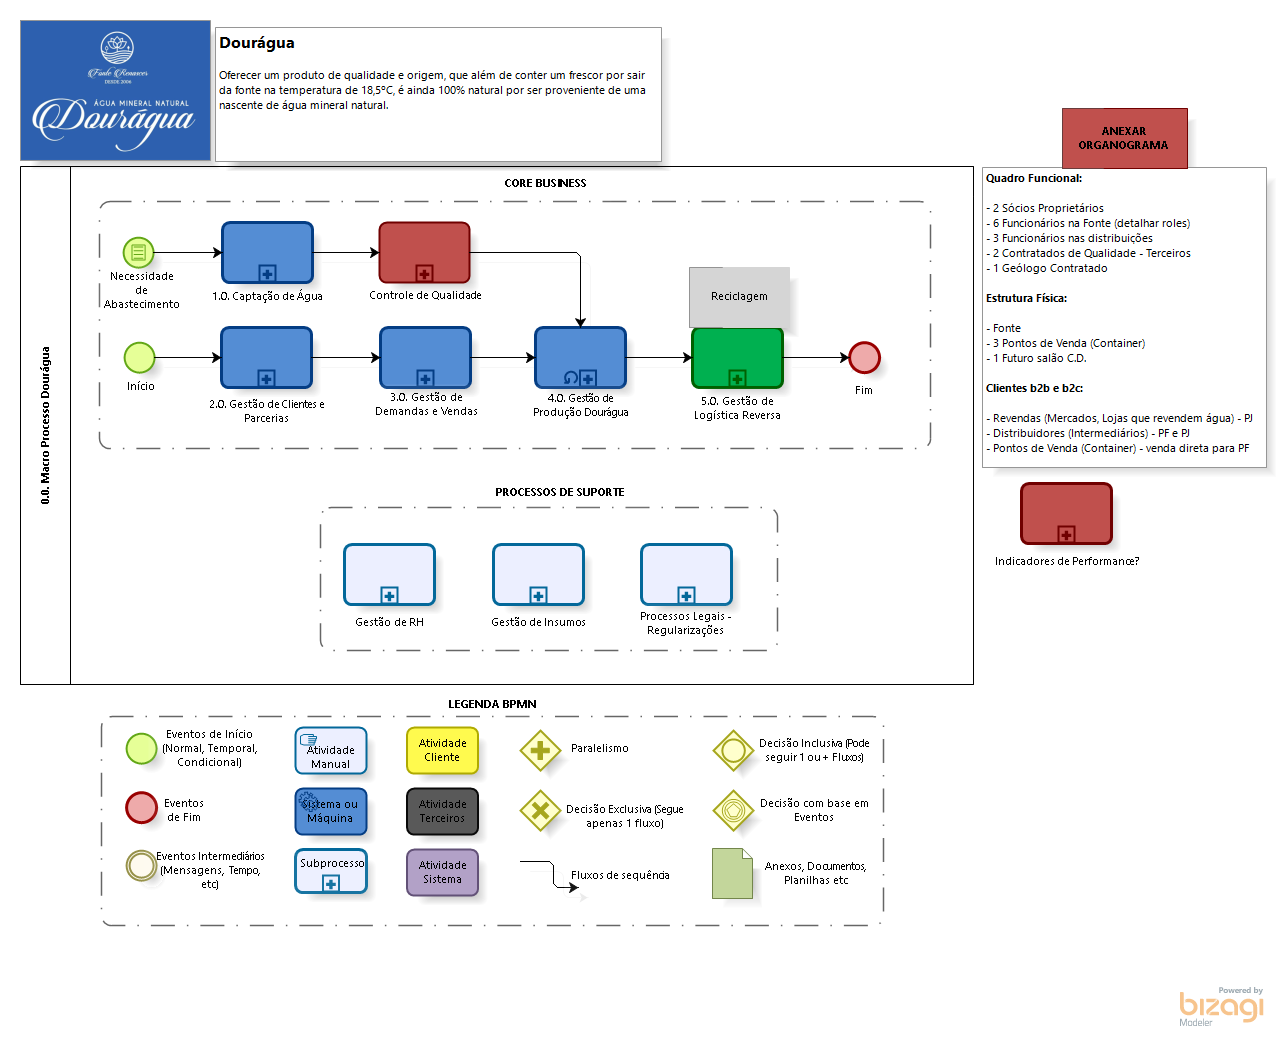 Fonte Renascer
DESDE 2006
ÁGUA MINERAL NATURAL
Dourágua
Dourágua
Oferecer um produto de qualidade e origem, que além de conter um frescor por sair
da fonte na temperatura de 18,5ºC, é ainda 100% natural por ser proveniente de uma
nascente de água mineral natural.
ANEXAR
ORGANOGRAMA
Quadro Funcional:
- 2 Sócios Proprietários
- 6 Funcionários na Fonte (detalhar roles)
- 3 Funcionários nas distribuições
- 2 Contratados de Qualidade - Terceiros
- 1 Geólogo Contratado
Estrutura Física:
- Fonte
- 3 Pontos de Venda (Container)
- 1 Futuro salão C.D.
Clientes b2b e b2c:
- Revendas (Mercados, Lojas que revendem água) - PJ
- Distribuidores (Intermediários) - PF e PJ
- Pontos de Venda (Container) - venda direta para PF
Indicadores de Performance?
0.0. Macro Processo Dourágua
CORE BUSINESS
Necessidade
de
Abastecimento
1.0. Captação de Água
Controle de Qualidade
Reciclagem
Início
2.0. Gestão de Clientes e
Parcerias
3.0. Gestão de
Demandas e Vendas
4.0. Gestão de
Produção Dourágua
5.0. Gestão de
Logística Reversa
Fim
PROCESSOS DE SUPORTE
Gestão de RH
Gestão de Insumos
Processos Legais -
Regularizações
LEGENDA BPMN
Eventos de Início
(Normal, Temporal,
Condicional)
Atividade
Manual
Atividade
Cliente
Paralelismo
Decisão Inclusiva (Pode
seguir 1 ou + Fluxos)
Eventos
de Fim
Sistema ou
Máquina
Atividade
Terceiros
Decisão Exclusiva (Segue
apenas 1 fluxo)
Decisão com base em
Eventos
Eventos Intermediários
(Mensagens, Tempo,
etc)
Subprocesso
Atividade
Sistema
Fluxos de sequência
Anexos, Documentos,
Planilhas etc
Powered by
bizagi
Modeler